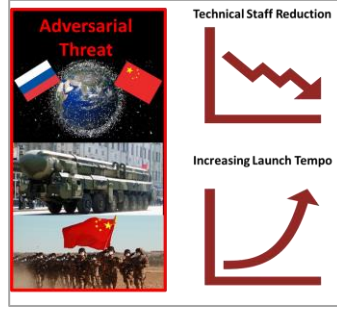 Adversarial
Threat
Technical Staff Reduction
Increasing Launch Tempo